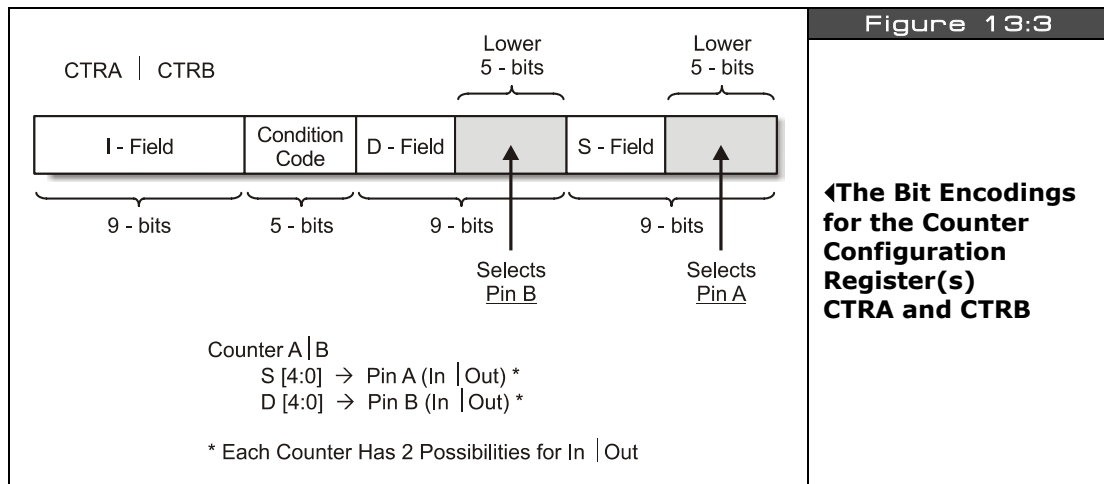 Figure 13:3
CTRA | CTRB
Lower
5 - bits
Lower
5 - bits
I - Field
Condition
Code
D - Field
S - Field
9 - bits
5 - bits
9 - bits
9 - bits
Selects
Pin B
Selects
Pin A
Counter A|B
S [4:0] → Pin A (In |Out) *
D [4:0] → Pin B (In |Out) *
* Each Counter Has 2 Possibilities for In |Out
The Bit Encodings
for the Counter
Configuration
Register(s)
CTRA and CTRB